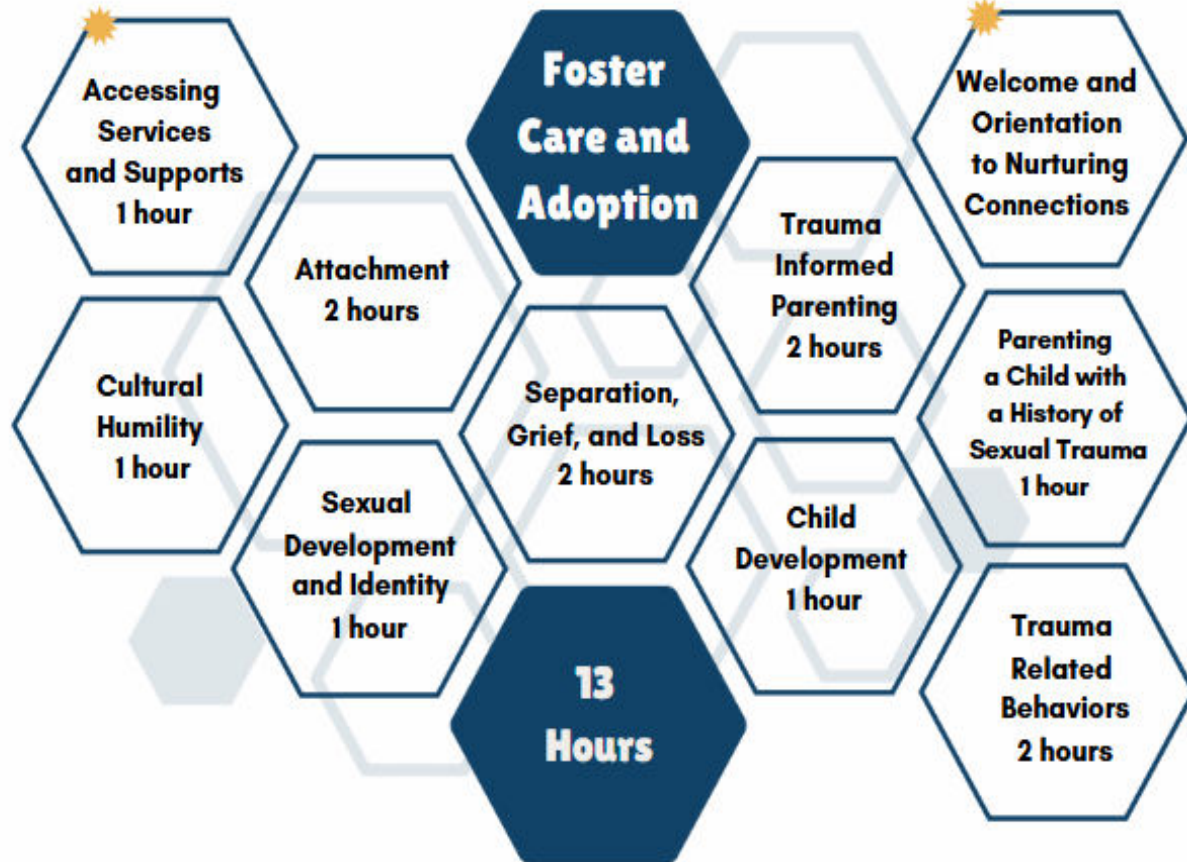 Accessing
Services
and Supports
1 hour
Foster
Care and
Adoption
Welcome and
Orientation
to Nurturing
Connections
Attachment
2 hours
Trauma
Informed
Parenting
2 hours
Cultural
Humility
1 hour
Separation,
Grief, and Loss
2 hours
Parenting
a Child with
a History of
Sexual Trauma
1 hour
Sexual
Development
and Identity
1 hour
Child
Development
1 hour
13
Hours
Trauma
Related
Behaviors
2 hours